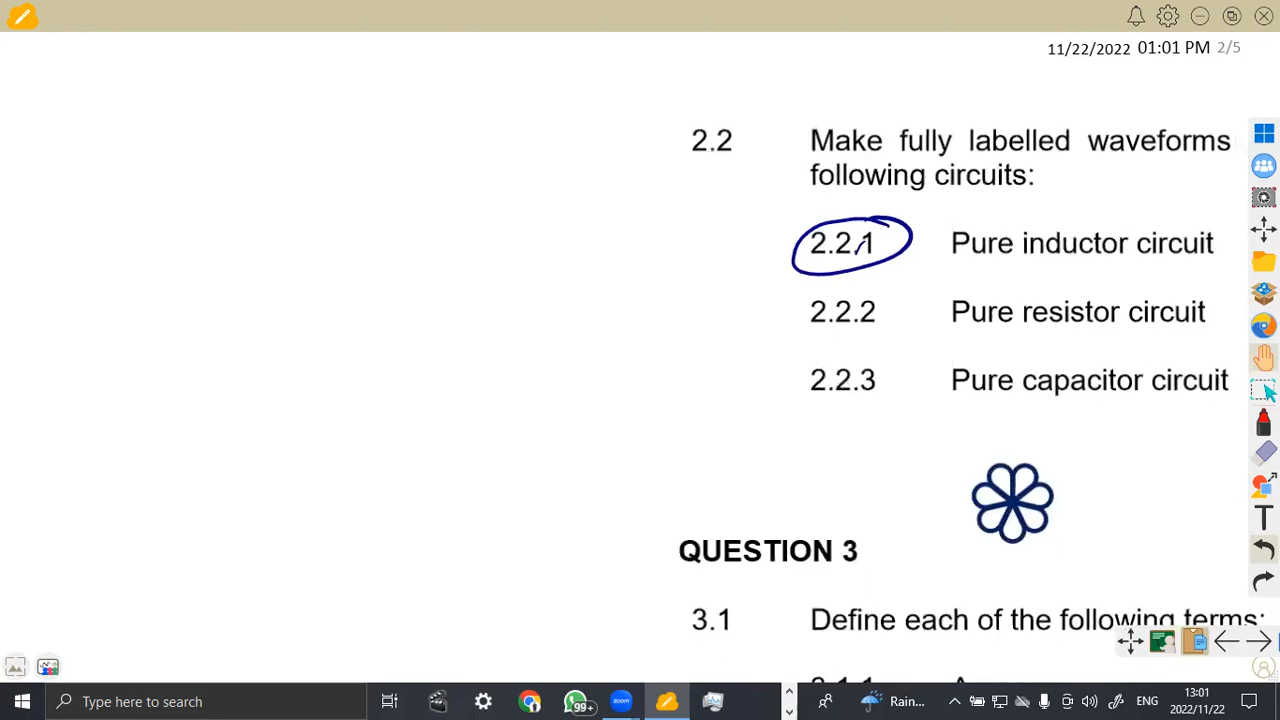 11/22/2022 01:01 PM 2/5
2.2 Make fully labelled waveforms
following circuits:
2.2.1 Pure inductor circuit
2.2.2 Pure resistor circuit
2.2.3 Pure capacitor circuit
QUESTION 3
3.1 Define each of the following terms:
T
Type here to search
99+
Rain...
ENG
13:01
2022/11/22